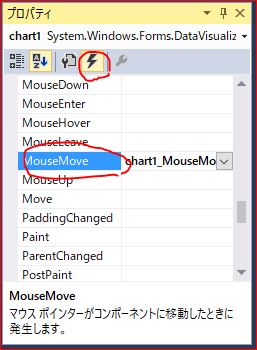 プロパティ
chart1 System.Windows.Forms.DataVisualiz
MouseDown
MouseEnter
MouseHover
MouseLeave
MouseMove chart1_MouseMo
MouseUp
Move
PaddingChanged
Paint
ParentChanged
PostPaint
MouseMove
マウス ポインターがコンポーネントに移動したときに
発生します。